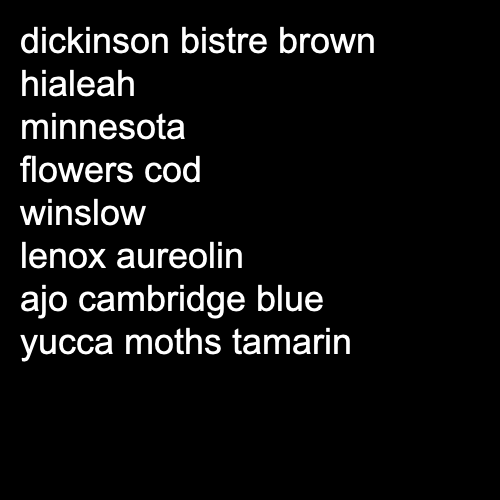 dickinson bistre brown
hialeah
minnesota
flowers cod
winslow
lenox aureolin
ajo cambridge blue
yucca moths tamarin